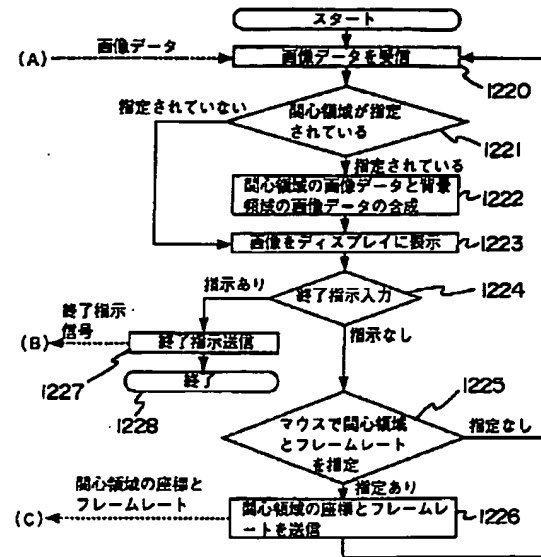 スタート
画像データ
(A)
画像データを受信
1220
指定されていない
関心領域が指定
されている
1221
指定されている
関心領域の画像データと背景
領域の画像データの合成
1222
画像をディスプレイに提示
1223
指示あり
終了指示入力
1224
終了指示
信号
(B)
終了指示送信
1227
指示なし
終了
1228
1225
マウスで関心領域
とフレームレート
を指定
指定なし
関心領域の座標と
フレームレート
指定あり
(C)
関心領域の座標とフレームレ
ートを送信
1226